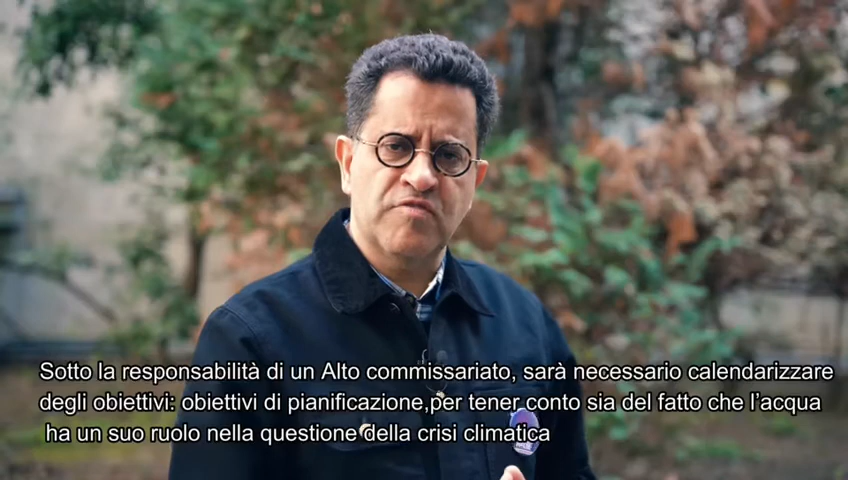 Sotto la responsabilità di un Alto commissariato, sarà necessario calendarizzare
degli obiettivi: obiettivi di pianificazione,per tener conto sia del fatto che l'acqua
ha un suo ruolo nella questione della crisi climatica